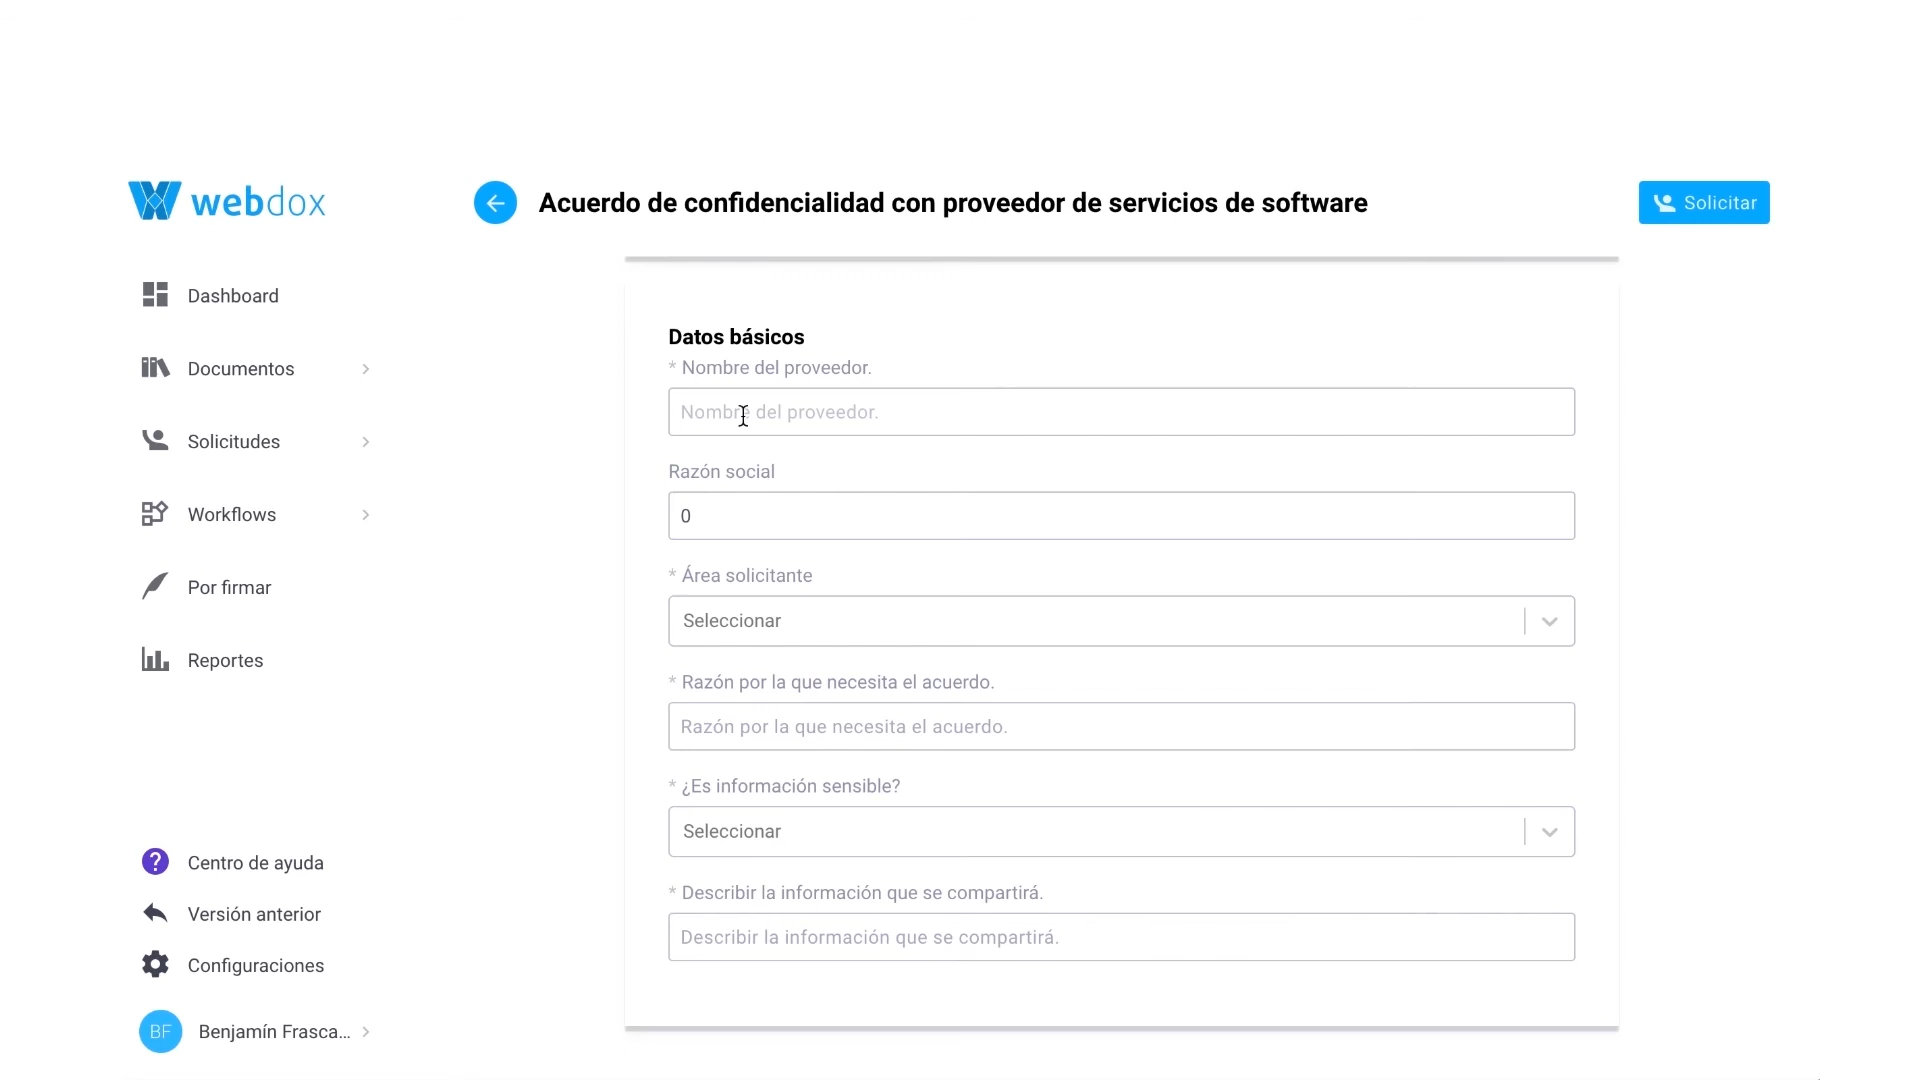 webdox
Acuerdo de confidencialidad con proveedor de servicios de software
Solicitar
Dashboard
Documentos
Solicitudes
Workflows
Por firmar
Reportes
Centro de ayuda
Versión anterior
Configuraciones
BF
Benjamín Frasca...
Datos básicos
* Nombre del proveedor.
Nombre del proveedor.
Razón social
0
* Área solicitante
Seleccionar
* Razón por la que necesita el acuerdo.
Razón por la que necesita el acuerdo.
* ¿Es información sensible?
Seleccionar
* Describir la información que se compartirá.
Describir la información que se compartirá.